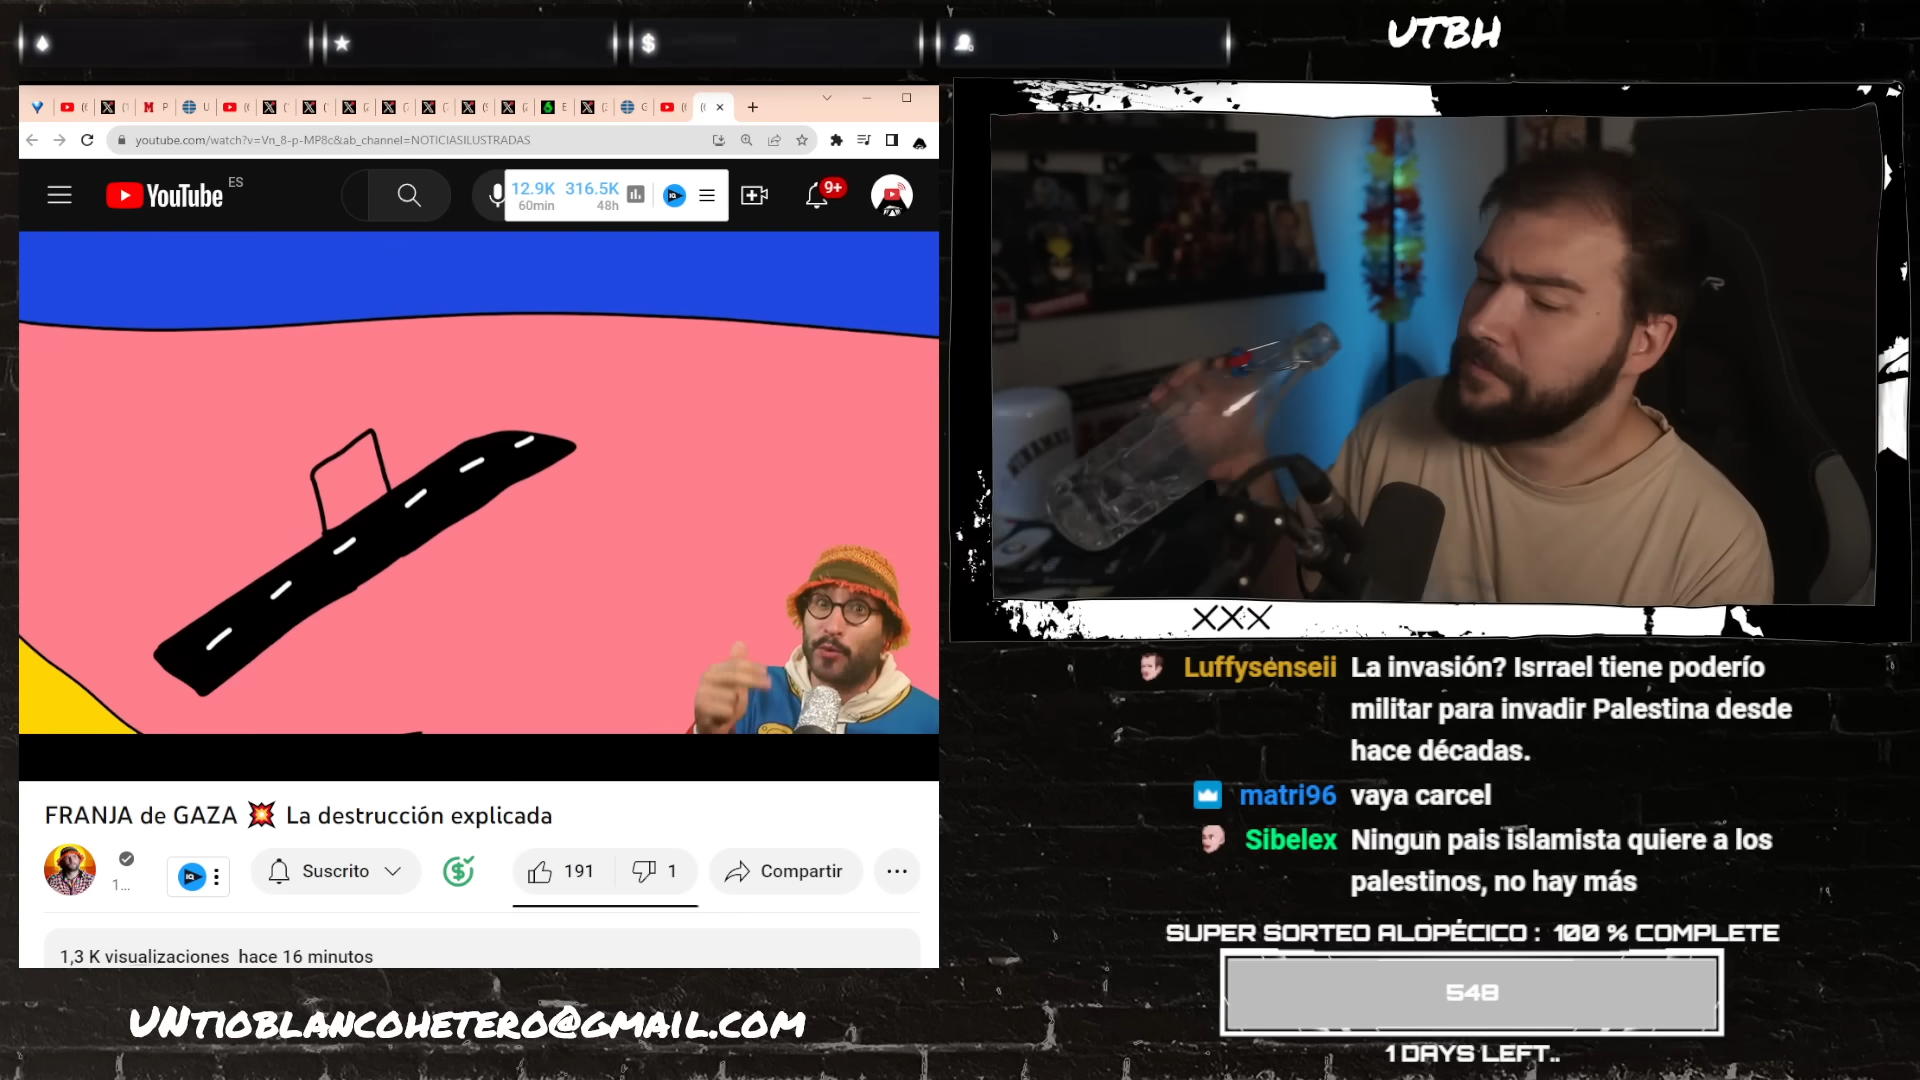 UTBH
youtube.com/watch?v=Vn_8-p-MP8c&ab_channel=NOTICIASILUSTRADAS
YouTube ES
12.9K 316.5K
60min 48h
9+
FRANJA de GAZA 💥 La destrucción explicada
1...
Suscrito
191
1
Compartir
1,3 K visualizaciones hace 16 minutos
UNTIOBLANCOHETERO@GMAIL.COM
XXX
Luffysenseii La invasión? Isrrael tiene poderío
militar para invadir Palestina desde
hace décadas.
matri96 vaya carcel
Sibelex Ningun pais islamista quiere a los
palestinos, no hay más
SUPER SORTEO ALOPÉCICO : 100 % COMPLETE
548
1 DAYS LEFT..